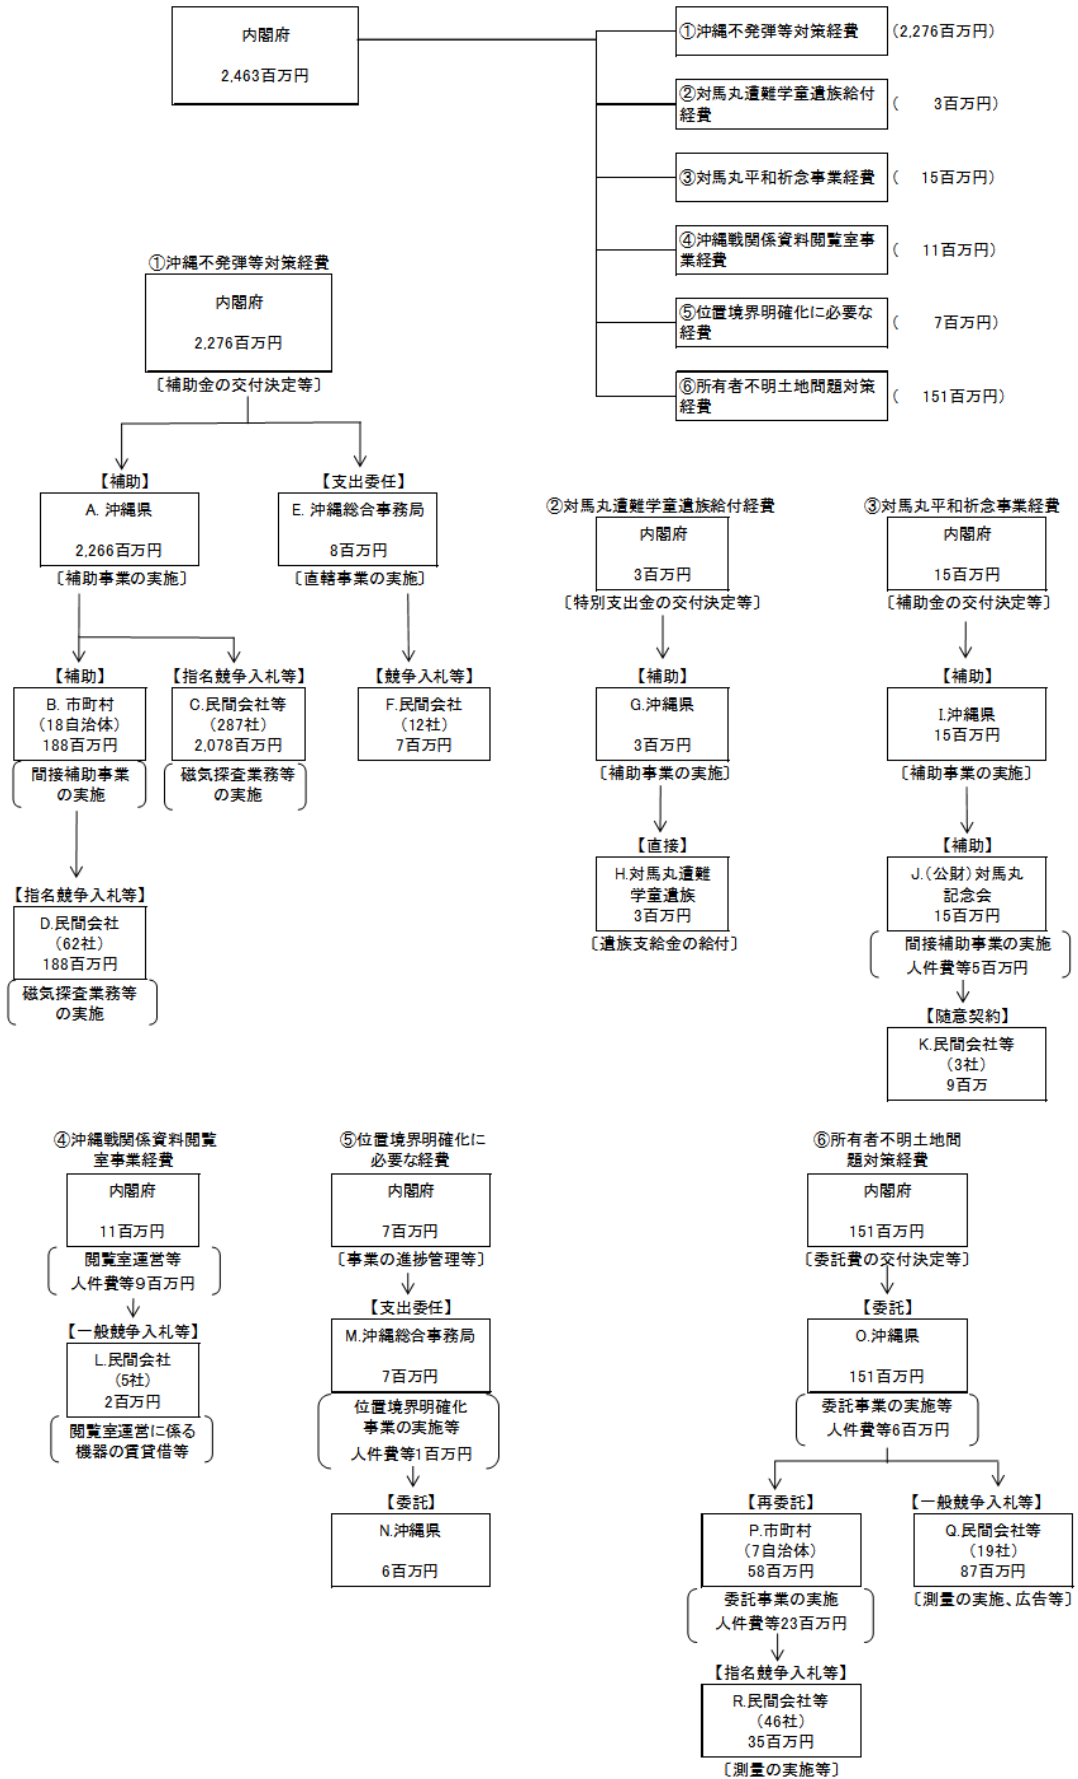 内閣府
2,463百万円
①沖縄不発弾等対策経費
(2,276百万円)
②対馬丸遭難学童遺族給付
経費
( 3百万円)
③対馬丸平和祈念事業経費
( 15百万円)
④沖縄戦関係資料閲覧室事
業経費
( 11百万円)
⑤位置境界明確化に必要な
経費
( 7百万円)
⑥所有者不明土地問題対策
経費
( 151百万円)
①沖縄不発弾等対策経費
内閣府
2,276百万円
〔補助金の交付決定等〕
【補助】
A. 沖縄県
2,266百万円
〔補助事業の実施〕
【支出委任】
E. 沖縄総合事務局
8百万円
〔直轄事業の実施〕
【補助】
B. 市町村
(18自治体)
188百万円
間接補助事業
の実施
【指名競争入札等】
C.民間会社等
(287社)
2,078百万円
磁気探査業務等
の実施
【競争入札等】
F.民間会社
(12社)
7百万円
【指名競争入札等】
D.民間会社
(62社)
188百万円
磁気探査業務等
の実施
②対馬丸遭難学童遺族給付経費
内閣府
3百万円
〔特別支出金の交付決定等〕
【補助】
G.沖縄県
3百万円
〔補助事業の実施〕
【直接】
H.対馬丸遭難
学童遺族
3百万円
〔遺族支給金の給付〕
③対馬丸平和祈念事業経費
内閣府
15百万円
〔補助金の交付決定等〕
【補助】
I.沖縄県
15百万円
〔補助事業の実施〕
【補助】
J.(公財)対馬丸
記念会
15百万円
間接補助事業の実施
人件費等5百万円
【随意契約】
K.民間会社等
(3社)
9百万
④沖縄戦関係資料閲覧
室事業経費
内閣府
11百万円
閲覧室運営等
人件費等9百万円
【一般競争入札等】
L.民間会社
(5社)
2百万円
閲覧室運営に係る
機器の賃貸借等
⑤位置境界明確化に
必要な経費
内閣府
7百万円
〔事業の進捗管理等〕
【支出委任】
M.沖縄総合事務局
7百万円
位置境界明確化
事業の実施等
人件費等1百万円
【委託】
N.沖縄県
6百万円
⑥所有者不明土地問
題対策経費
内閣府
151百万円
〔委託費の交付決定等〕
【委託】
O.沖縄県
151百万円
委託事業の実施等
人件費等6百万円
【再委託】
P.市町村
(7自治体)
58百万円
委託事業の実施
人件費等23百万円
【一般競争入札等】
Q.民間会社等
(19社)
87百万円
〔測量の実施、広告等〕
【指名競争入札等】
R.民間会社等
(46社)
35百万円
〔測量の実施等〕